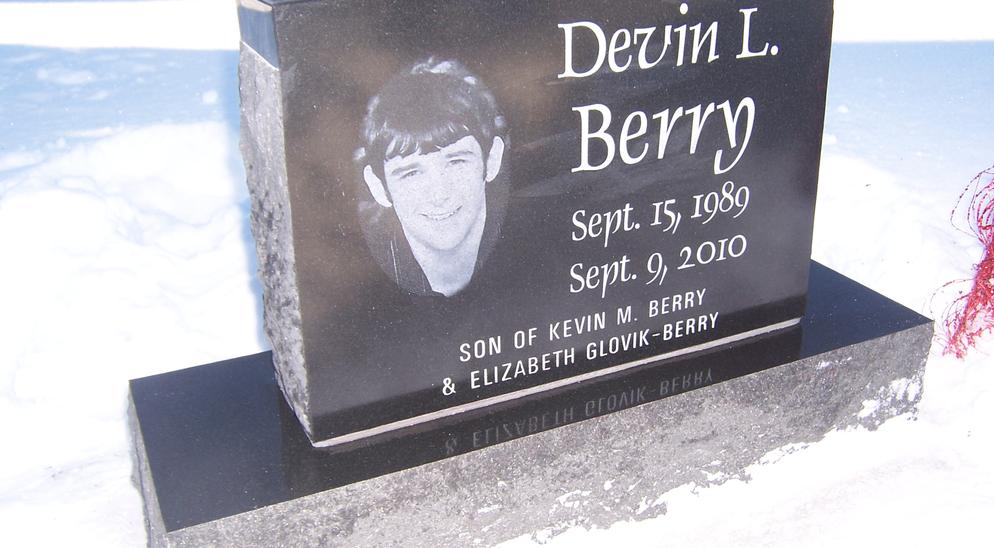 Devin L.
Berry
Sept. 15, 1989
Sept. 9, 2010
SON OF KEVIN M. BERRY
& ELIZABETH GLOVIK-BERRY